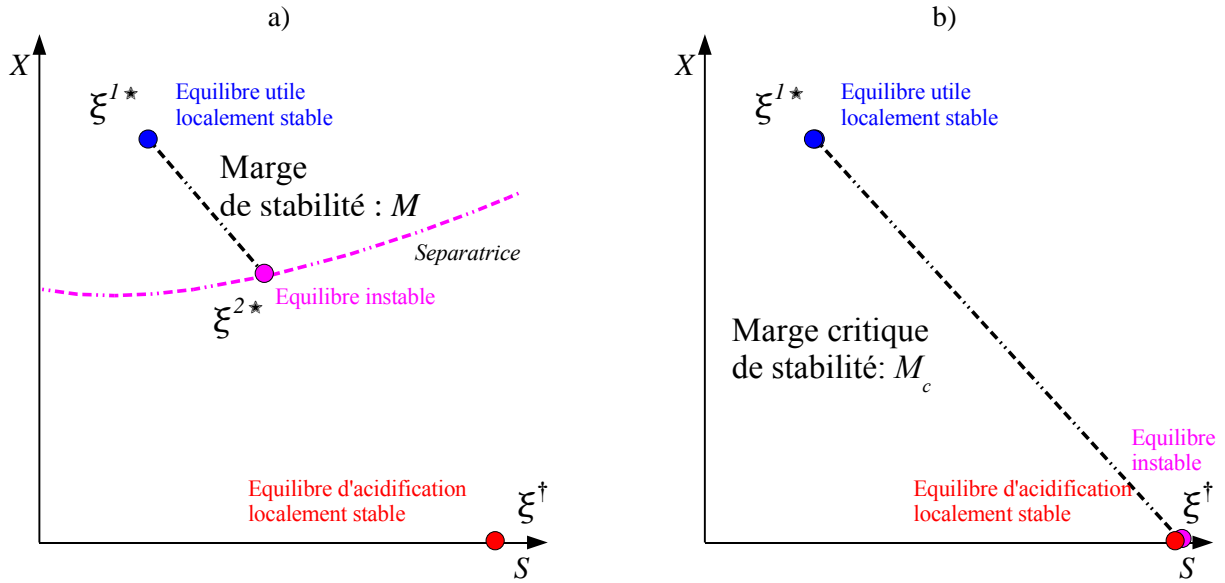 a)
X
ξ¹*
Equilibre utile
localement stable
Marge
de stabilité : M
Separatrice
Equilibre instable
ξ²*
Equilibre d'acidification
localement stable
ξ†
S
b)
X
ξ¹*
Equilibre utile
localement stable
Marge critique
de stabilité: M_c
Equilibre
instable
Equilibre d'acidification
localement stable
ξ†
S